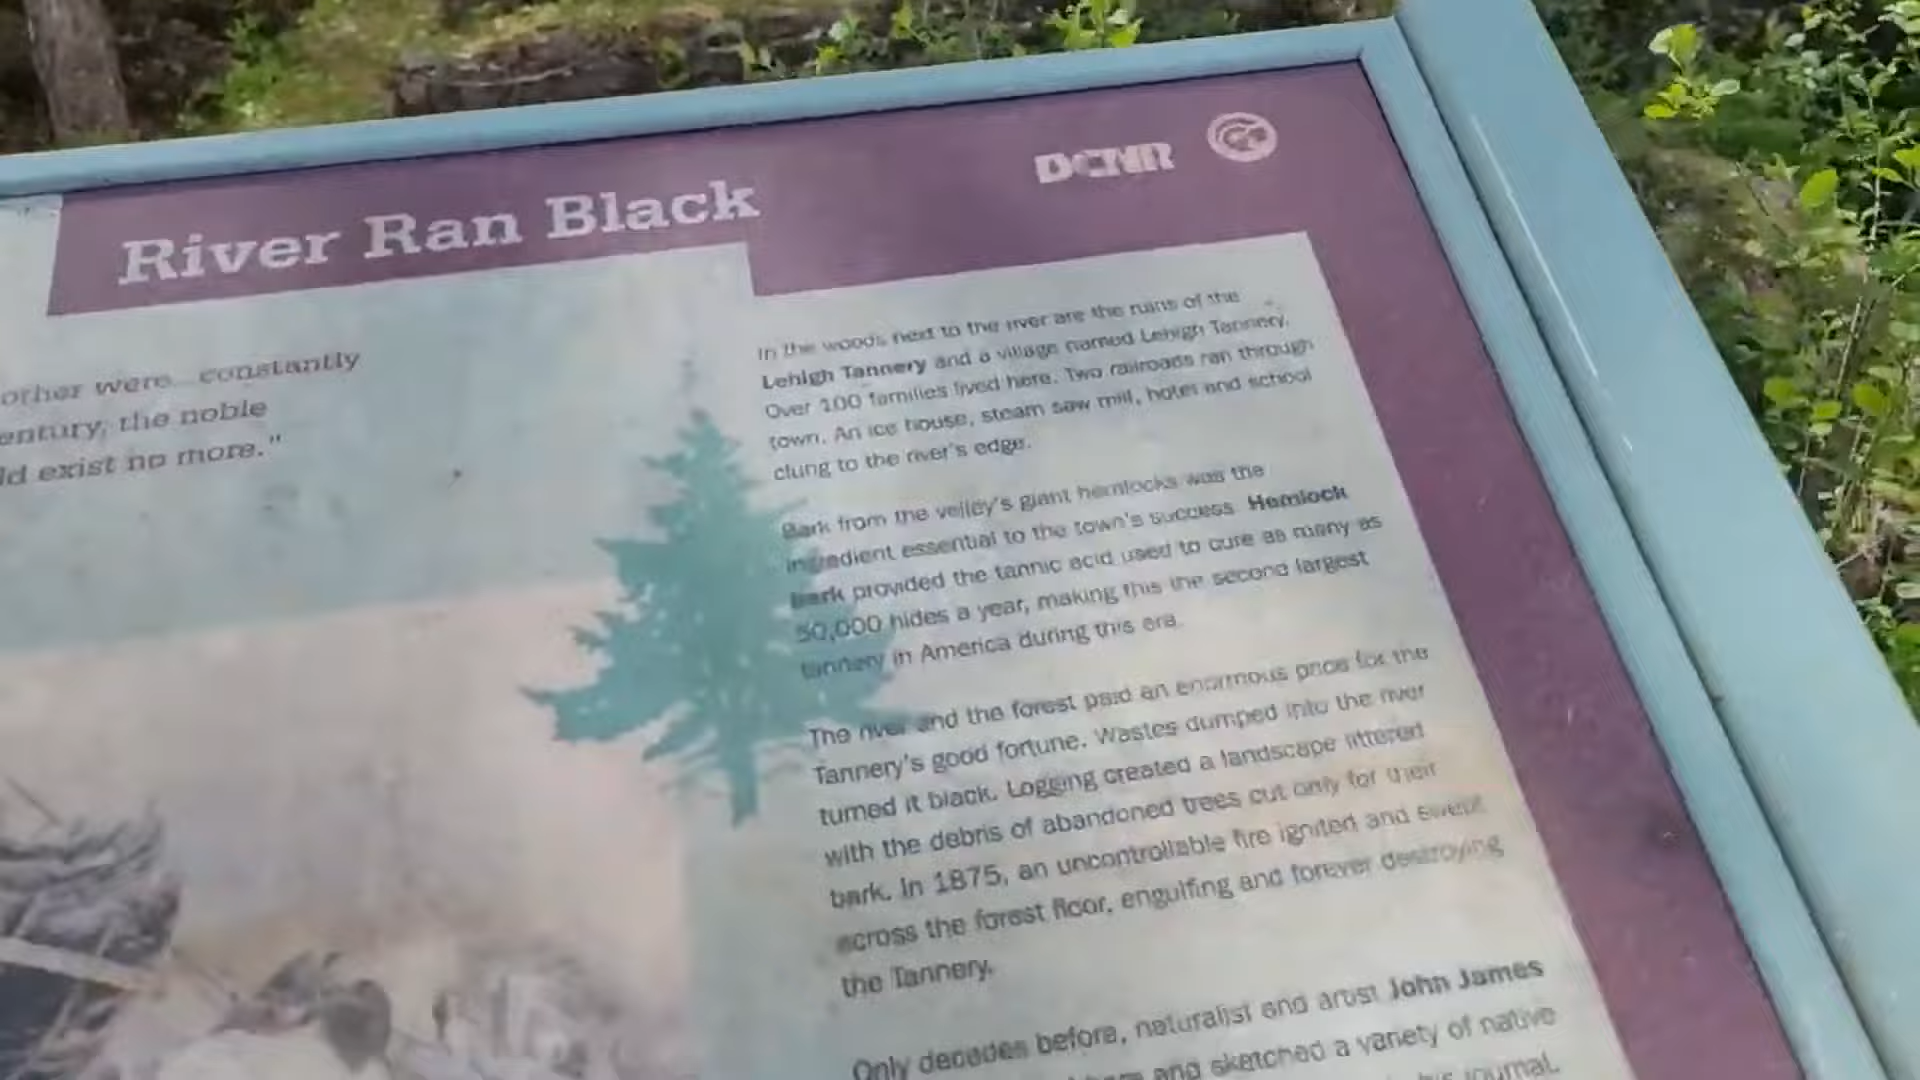 River Ran Black
DCNR
other were...constantly
entury, the noble
ld exist no more."
In the woods next to the river are the ruins of the
Lehigh Tannery and a village named Lehigh Tannery.
Over 100 families lived here. Two railroads ran through
town. An ice house, steam saw mill, hotel and school
clung to the river's edge.
Bark from the valley's giant hemlocks was the
ingredient essential to the town's success. Hemlock
bark provided the tannic acid used to cure as many as
50,000 hides a year, making this the second largest
tannery in America during this era.
The river and the forest paid an enormous price for the
Tannery's good fortune. Wastes dumped into the river
turned it black. Logging created a landscape littered
with the debris of abandoned trees cut only for their
bark. In 1875, an uncontrollable fire ignited and swept
across the forest floor, engulfing and forever destroying
the Tannery.
Only decades before, naturalist and artist John James
and sketched a variety of native
journal.